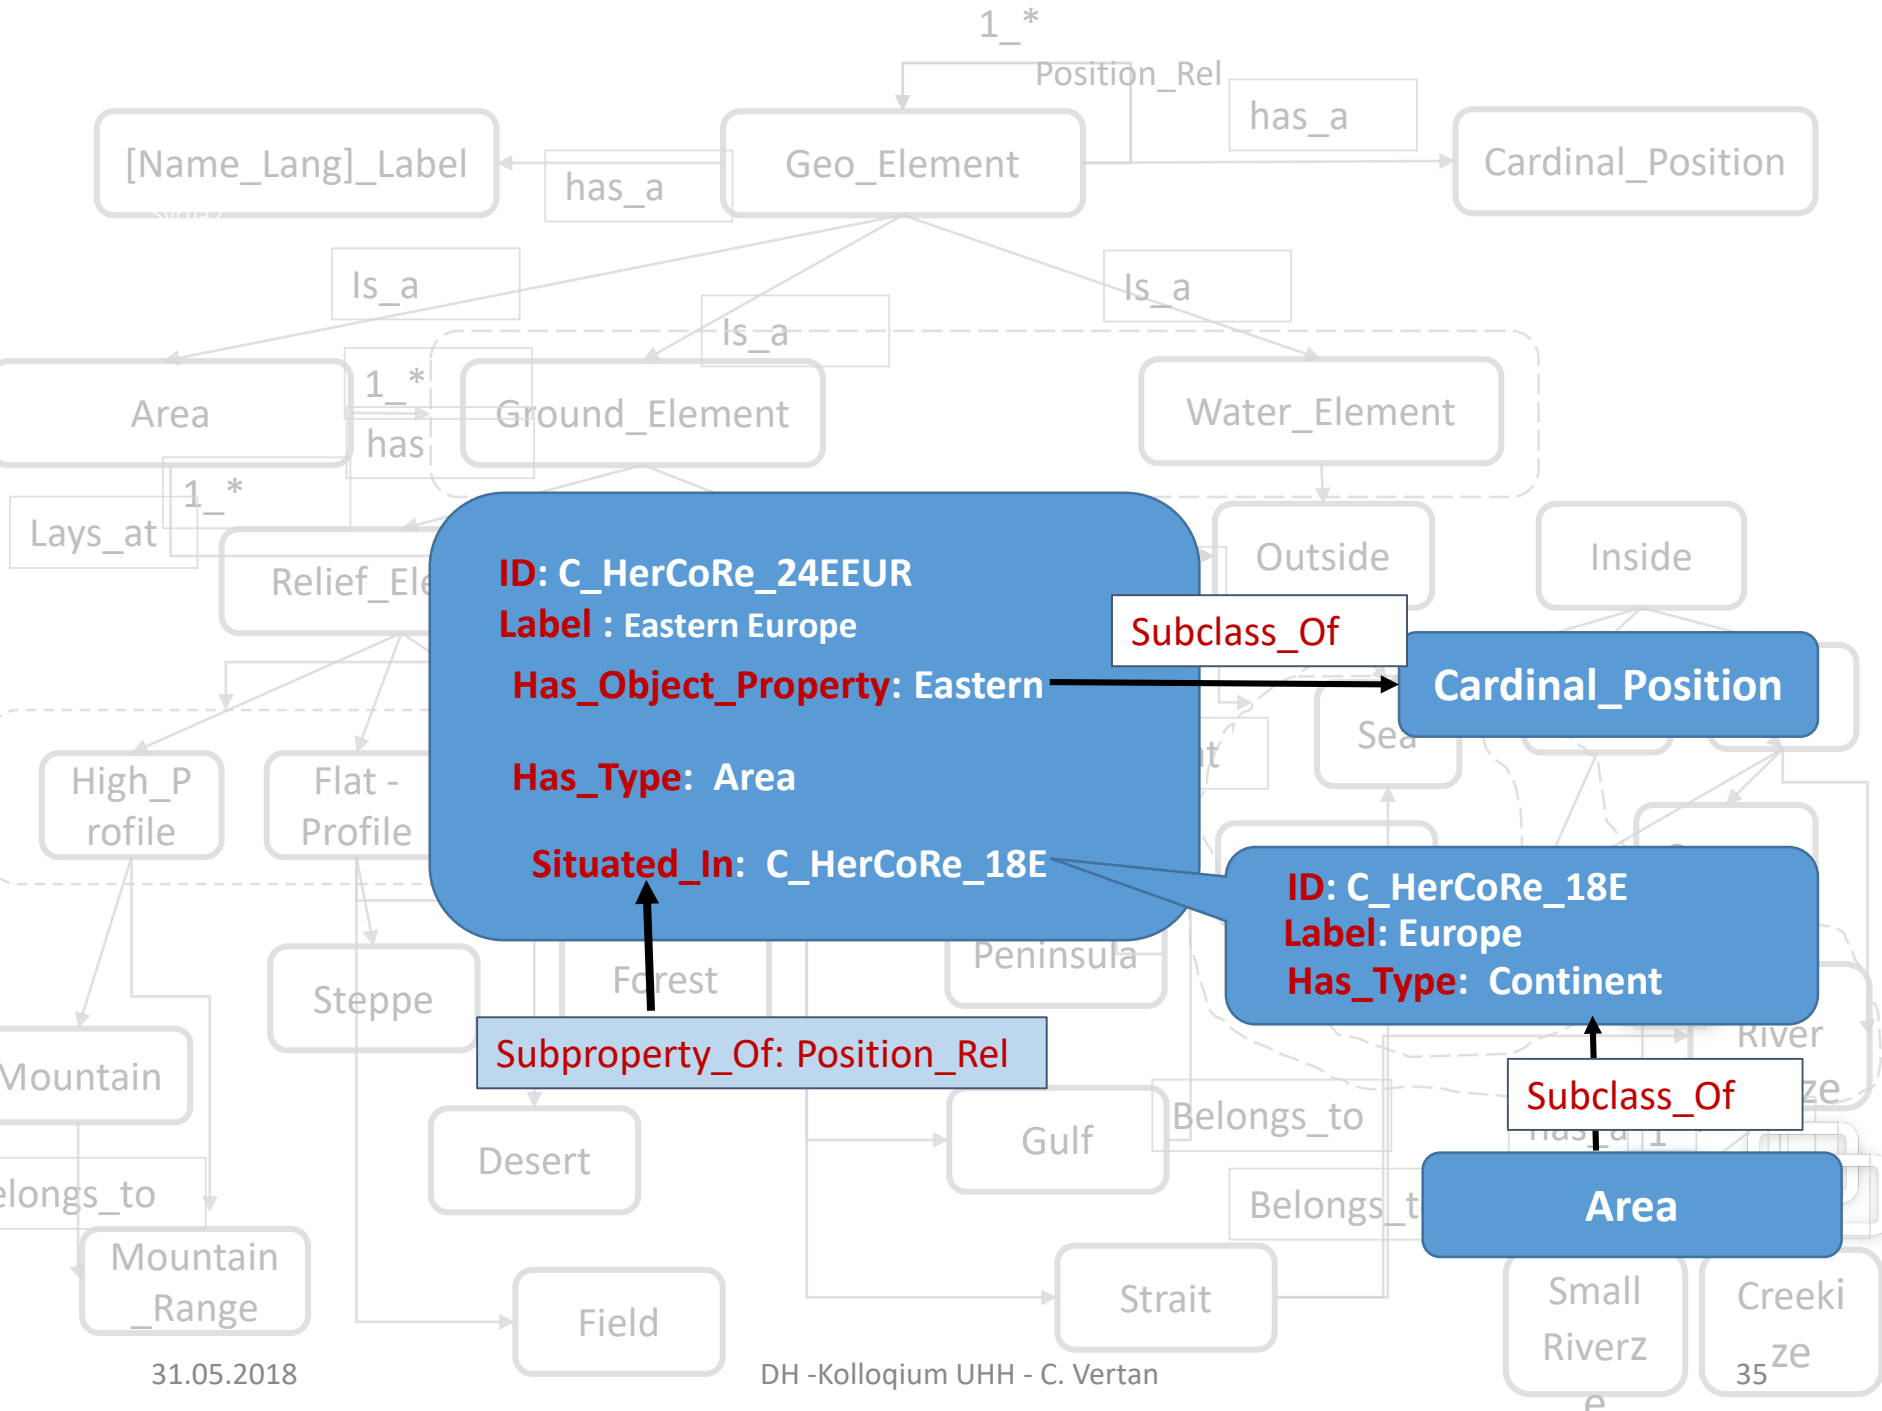 1_*
Position_Rel
has_a
[Name_Lang]_Label
Geo_Element
Cardinal_Position
has_a
Is_a
Is_a
Is_a
Area
1_*
has
Ground_Element
Water_Element
1_*
Lays_at
Relief_Ele
Outside
Inside
ID: C_HerCoRe_24EEUR
Label : Eastern Europe
Has_Object_Property: Eastern
Has_Type: Area
Situated_In: C_HerCoRe_18E
Subclass_Of
Cardinal_Position
Sea
High_P
rofile
Flat -
Profile
ID: C_HerCoRe_18E
Label: Europe
Has_Type: Continent
Steppe
Forest
Peninsula
River
ze
Subproperty_Of: Position_Rel
Subclass_Of
Mountain
Desert
Gulf
Belongs_to
has_a
1
elongs_to
Belongs_t
Area
Mountain
_Range
Field
Strait
Small
Riverz
e
Creeki
ze
31.05.2018
DH -Kolloqium UHH - C. Vertan
35